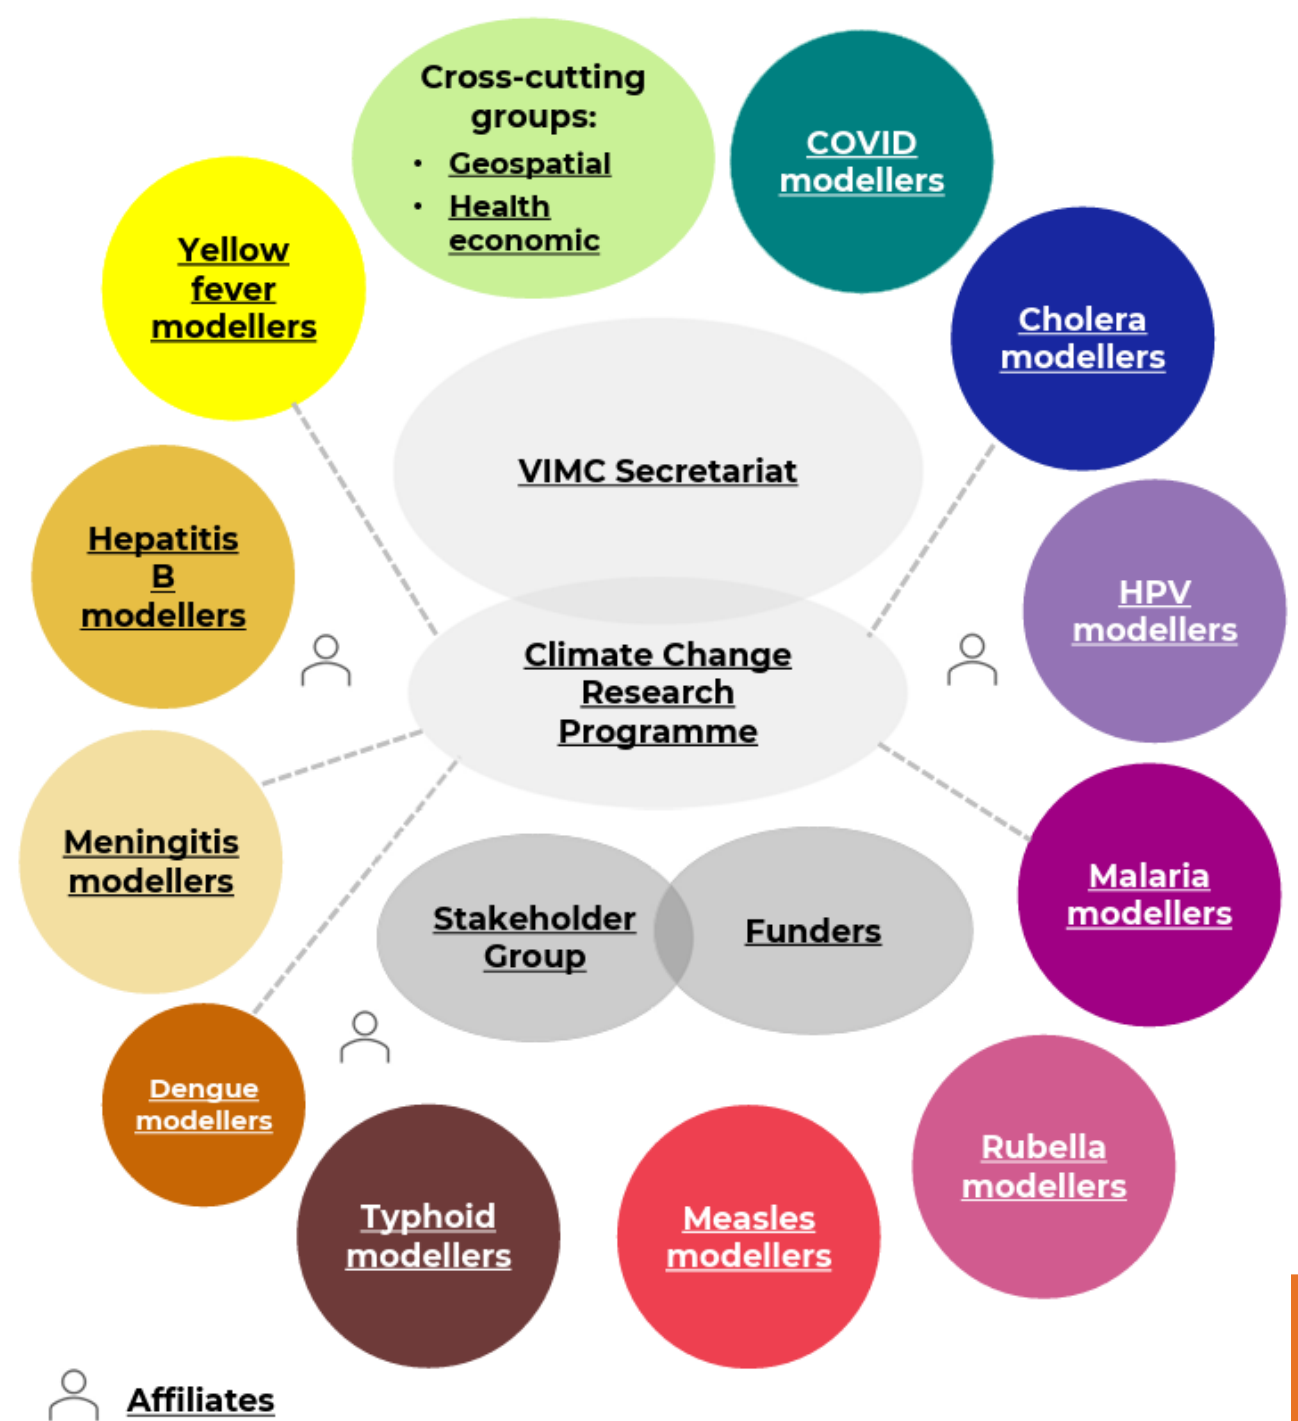 Cross-cutting
groups:
• Geospatial
• Health
economic
COVID
modellers
Yellow
fever
modellers
Cholera
modellers
VIMC Secretariat
Hepatitis
B
modellers
HPV
modellers
Climate Change
Research
Programme
Meningitis
modellers
Malaria
modellers
Stakeholder
Group
Funders
Dengue
modellers
Rubella
modellers
Typhoid
modellers
Measles
modellers
Affiliates